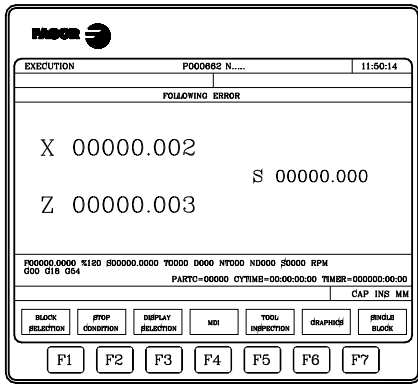 FAGOR
EXECUTION P000662 N..... 11:50:14
FOLLOWING ERROR
X 00000.002
S 00000.000
Z 00000.003
F00000.0000 %120 S00000.0000 T0000 D000 NT000 ND000 S0000 RPM
G00 G18 G54
PARTC=00000 CYTIME=00:00:00:00 TIMER=000000:00:00
CAP INS MM
BLOCK SELECTION STOP CONDITION DISPLAY SELECTION MDI TOOL INSPECTION GRAPHICS SINGLE BLOCK
F1 F2 F3 F4 F5 F6 F7